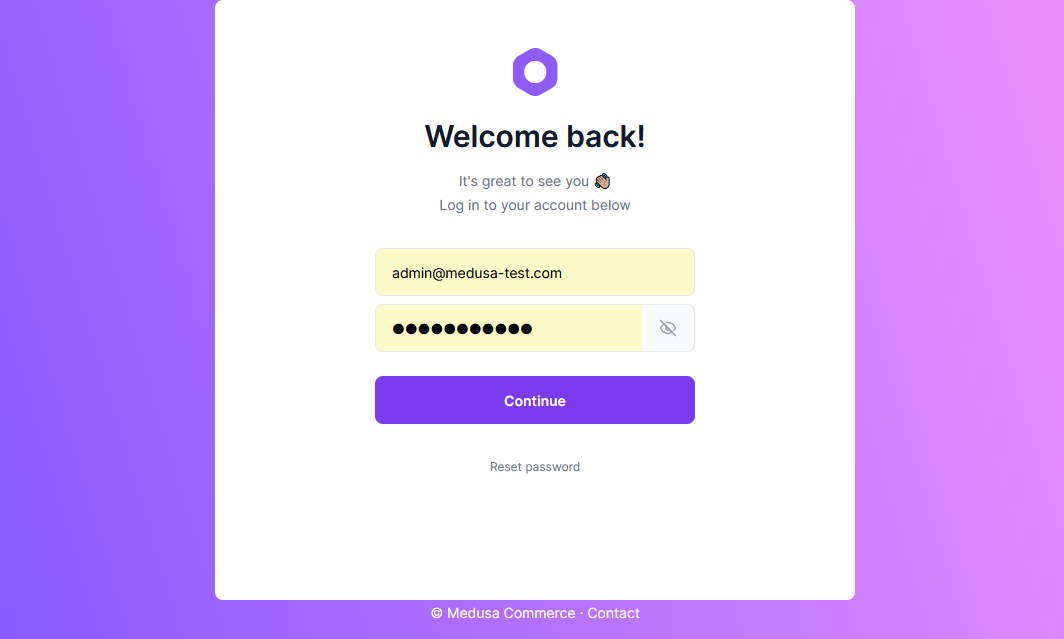 Welcome back!
It's great to see you 👋🏼
Log in to your account below
admin@medusa-test.com
●●●●●●●●●●●
Continue
Reset password
© Medusa Commerce · Contact